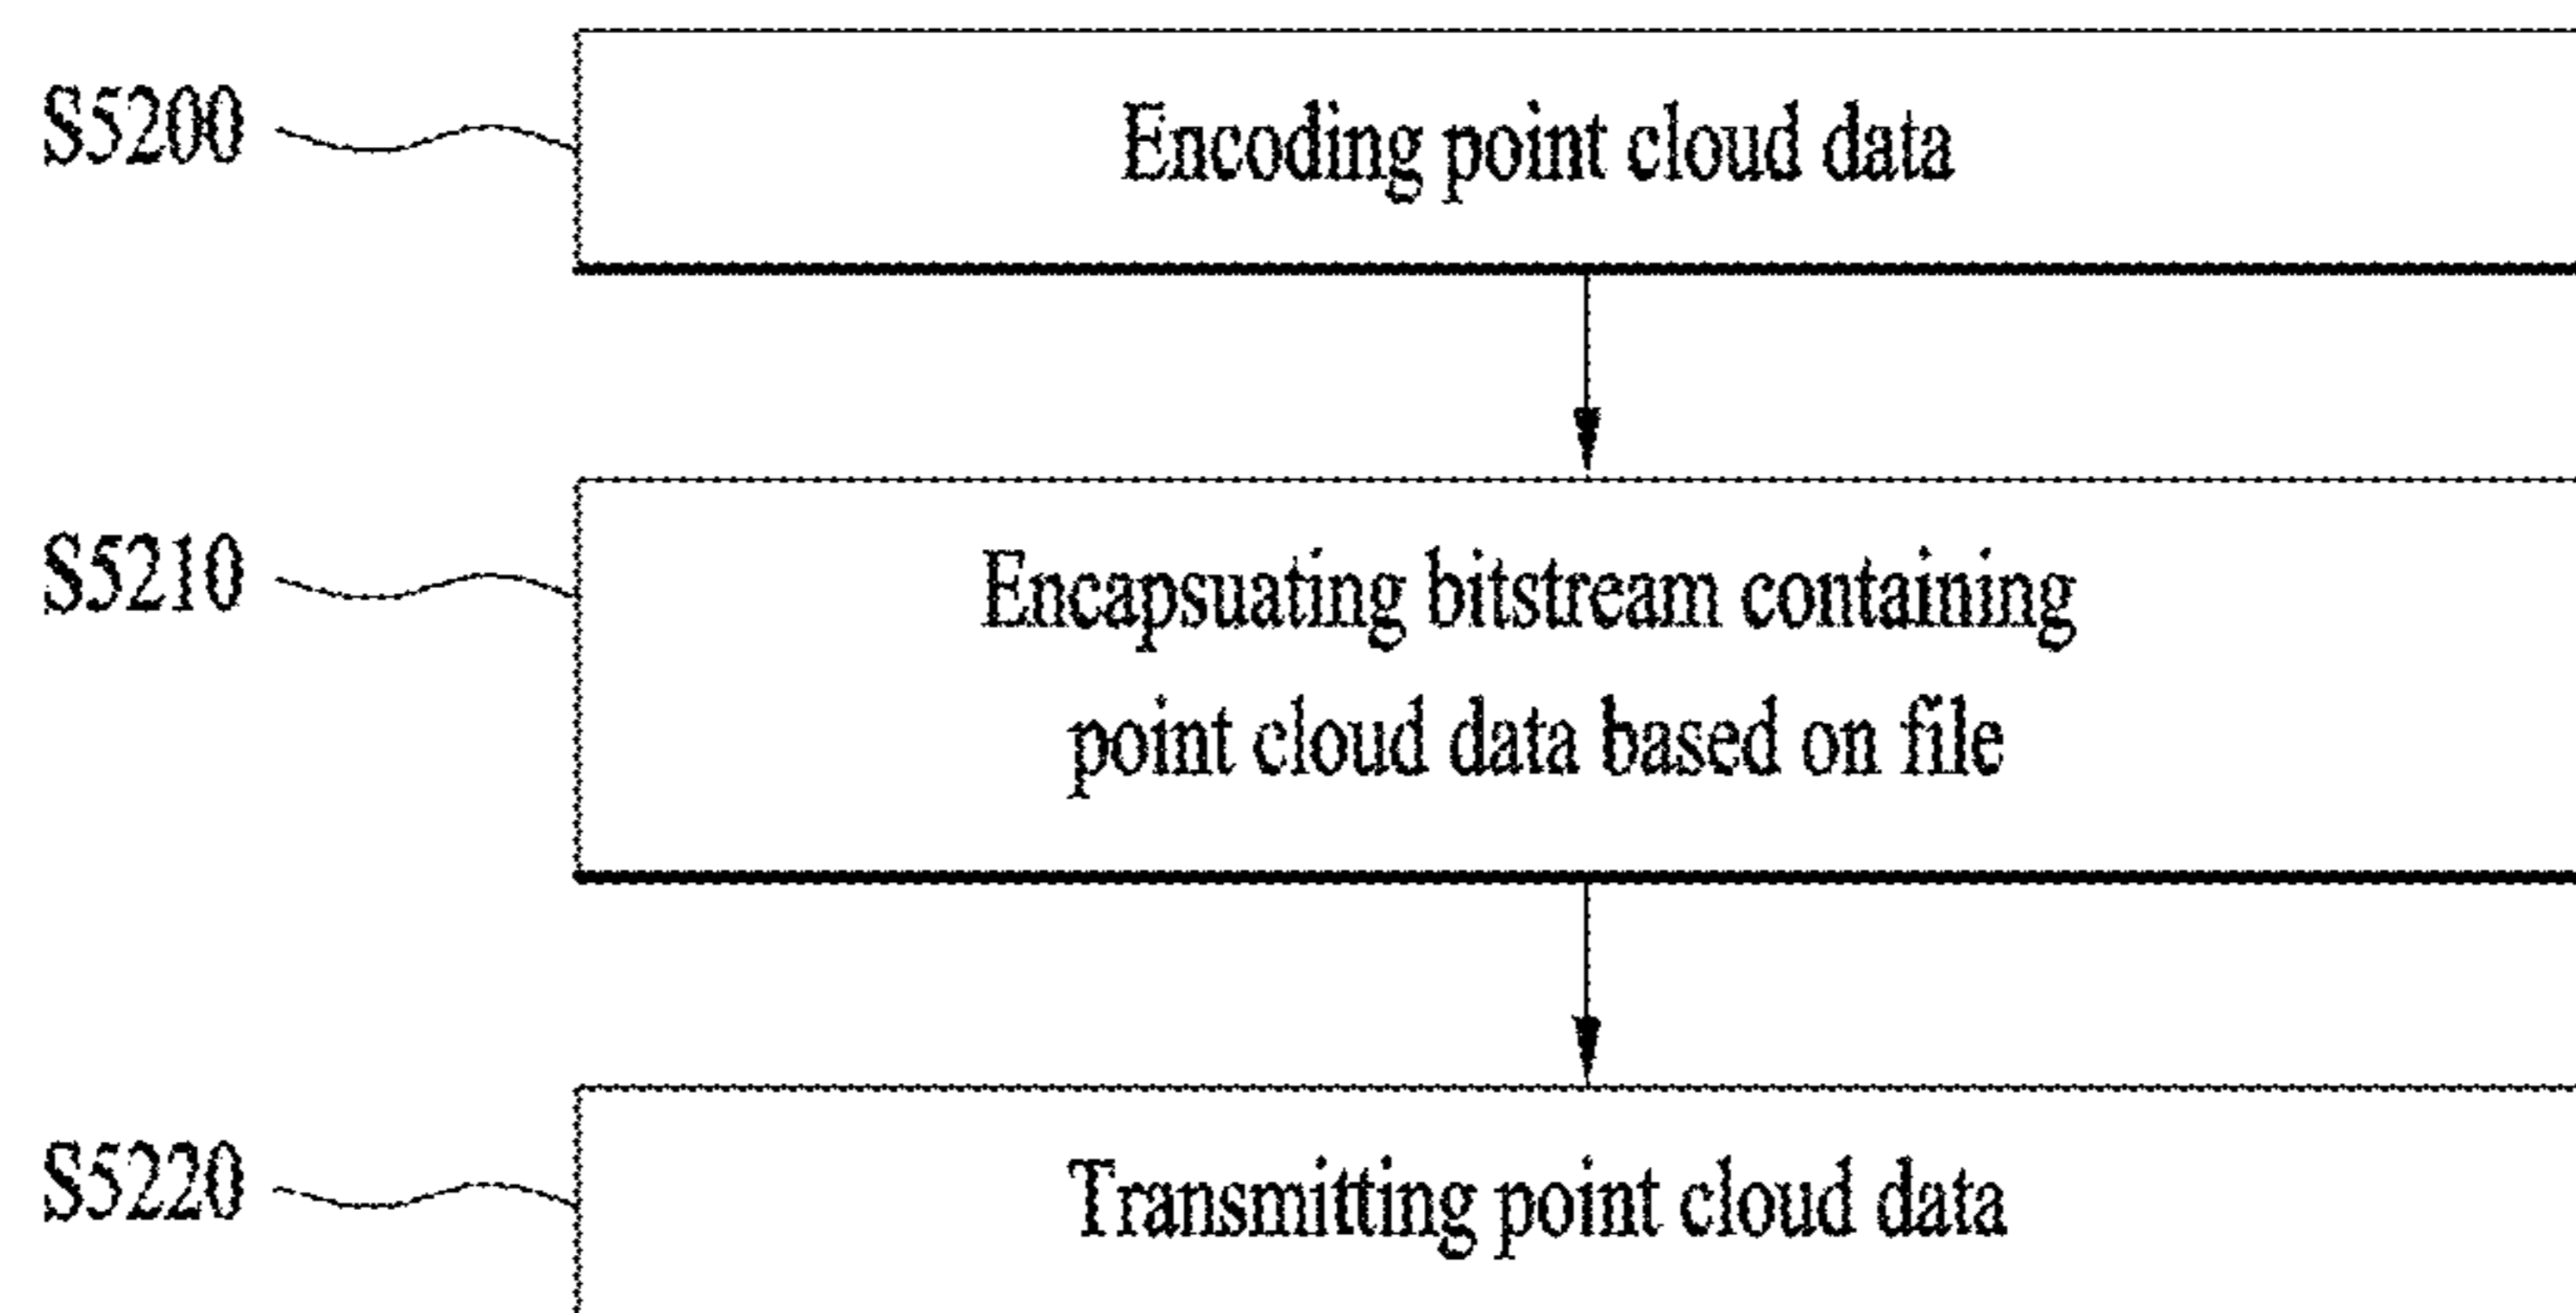 S5200
Encoding point cloud data
S5210
Encapsuating bitstream containing
point cloud data based on file
S5220
Transmitting point cloud data